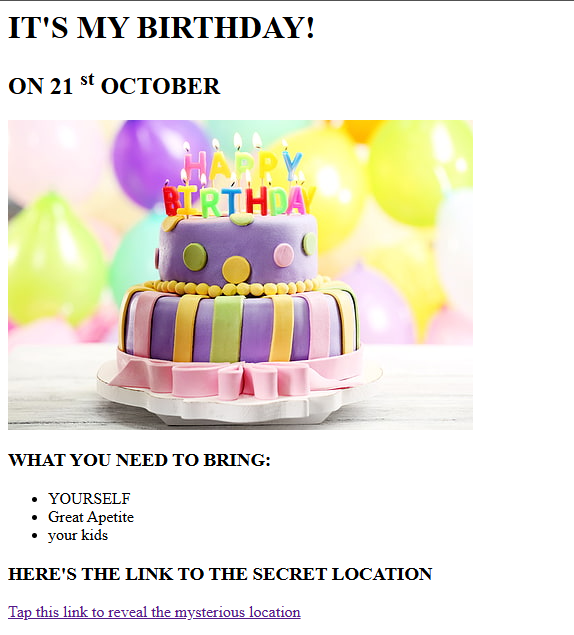 IT'S MY BIRTHDAY!
ON 21 st OCTOBER
HAPPY
BIRTHDAY
WHAT YOU NEED TO BRING:
YOURSELF
Great Apetite
your kids
HERE'S THE LINK TO THE SECRET LOCATION
Tap this link to reveal the mysterious location